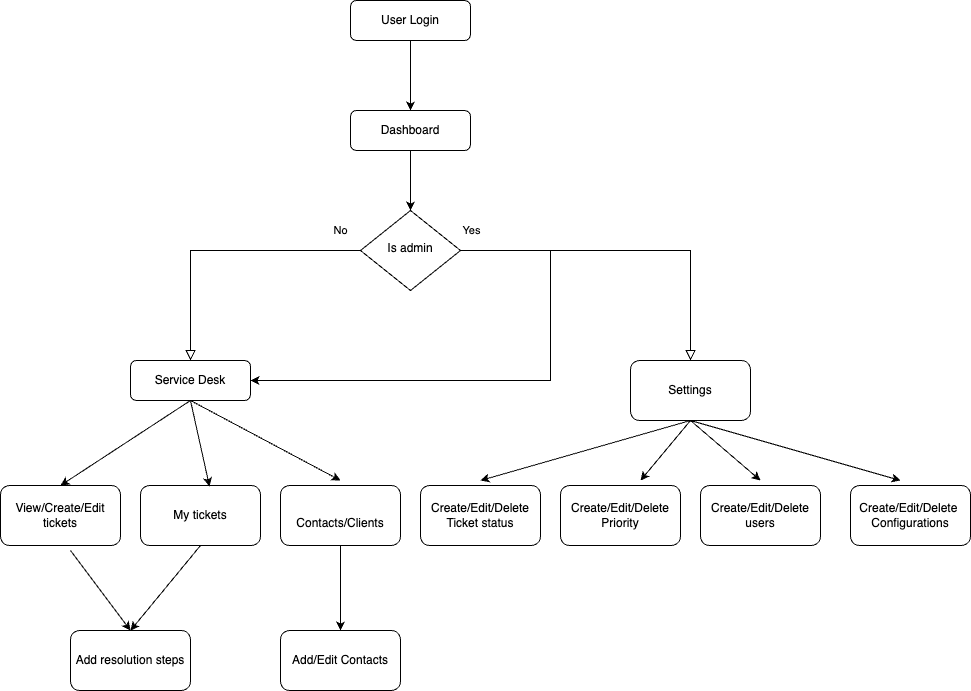 User Login
Dashboard
No
Yes
Is admin
Service Desk
Settings
View/Create/Edit
tickets
My tickets
Contacts/Clients
Create/Edit/Delete
Ticket status
Create/Edit/Delete
Priority
Create/Edit/Delete
users
Create/Edit/Delete
Configurations
Add resolution steps
Add/Edit Contacts